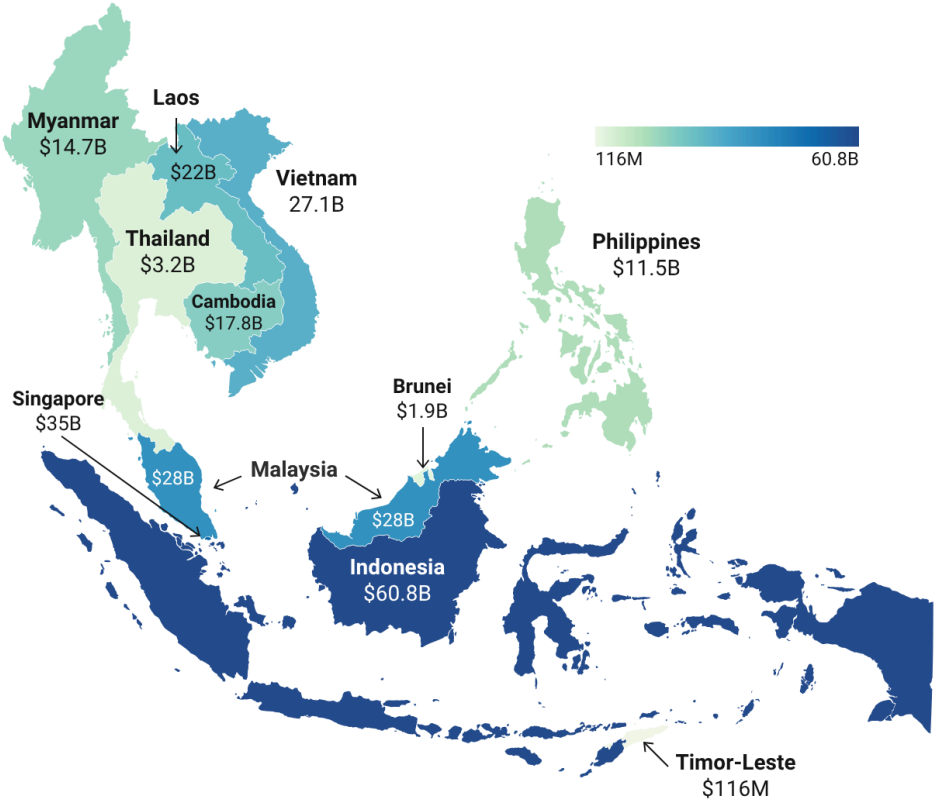 Laos
Myanmar
$14.7B
$22B
116M
60.8B
Vietnam
27.1B
Thailand
$3.2B
Philippines
$11.5B
Cambodia
$17.8B
Brunei
$1.9B
Singapore
$35B
Malaysia
$28B
$28B
Indonesia
$60.8B
Timor-Leste
$116M